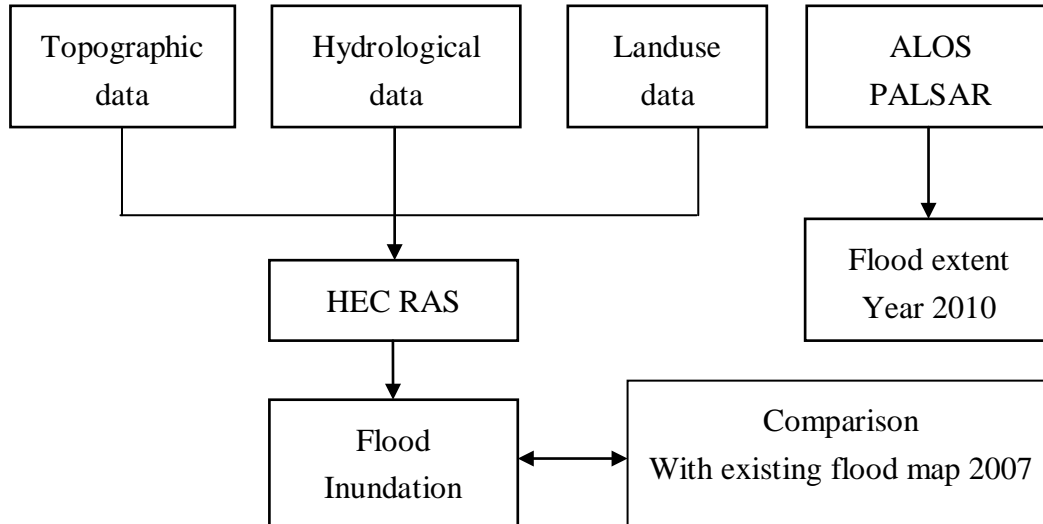 Topographic
data
Hydrological
data
Landuse
data
ALOS
PALSAR
HEC RAS
Flood extent
Year 2010
Flood
Inundation
Comparison
With existing flood map 2007